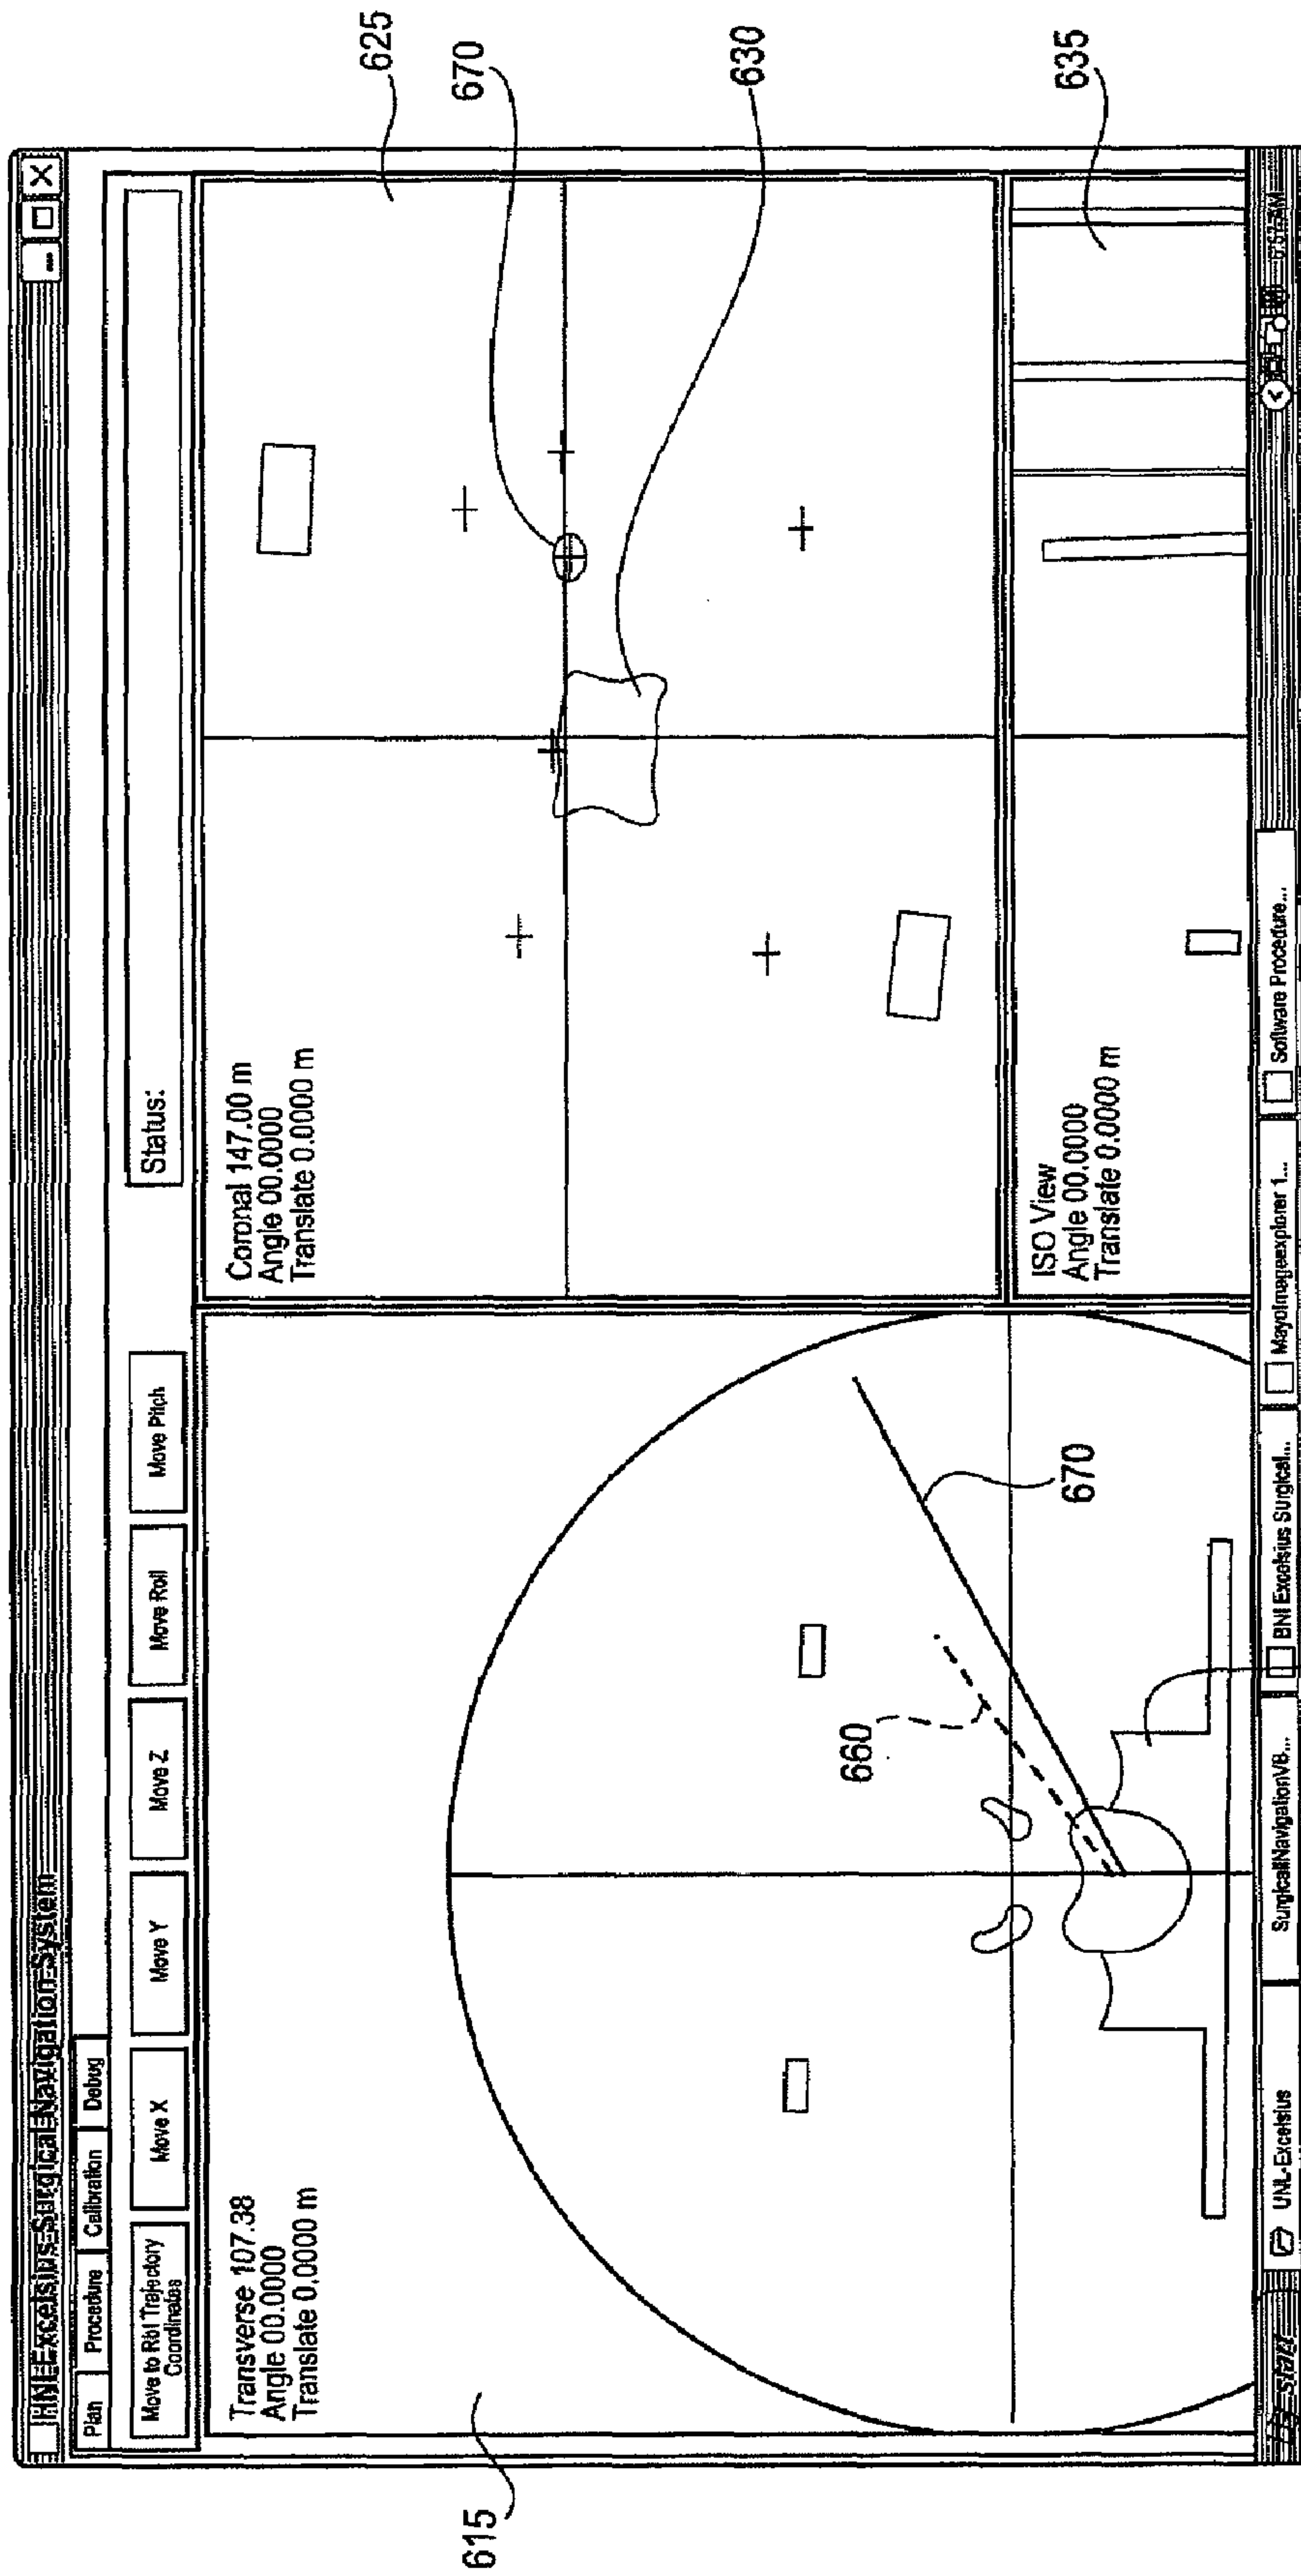 HNI-Excelsius-Surgical-Navigation-System
Plan
Procedure
Calibration
Debug
Move to Rbl Trajectory
Coordinates
Move X
Move Y
Move Z
Move Roll
Move Pitch
Status:
Transverse 107.38
Angle 00.0000
Translate 0.0000 m
Coronal 147.00 m
Angle 00.0000
Translate 0.0000 m
ISO View
Angle 00.0000
Translate 0.0000 m
615
625
670
630
635
660
670
start
UNL-Excelsius
SurgicalNavigationVB...
BNI Excelsius Surgical...
MayoImageexplorer 1...
Software Procedure...